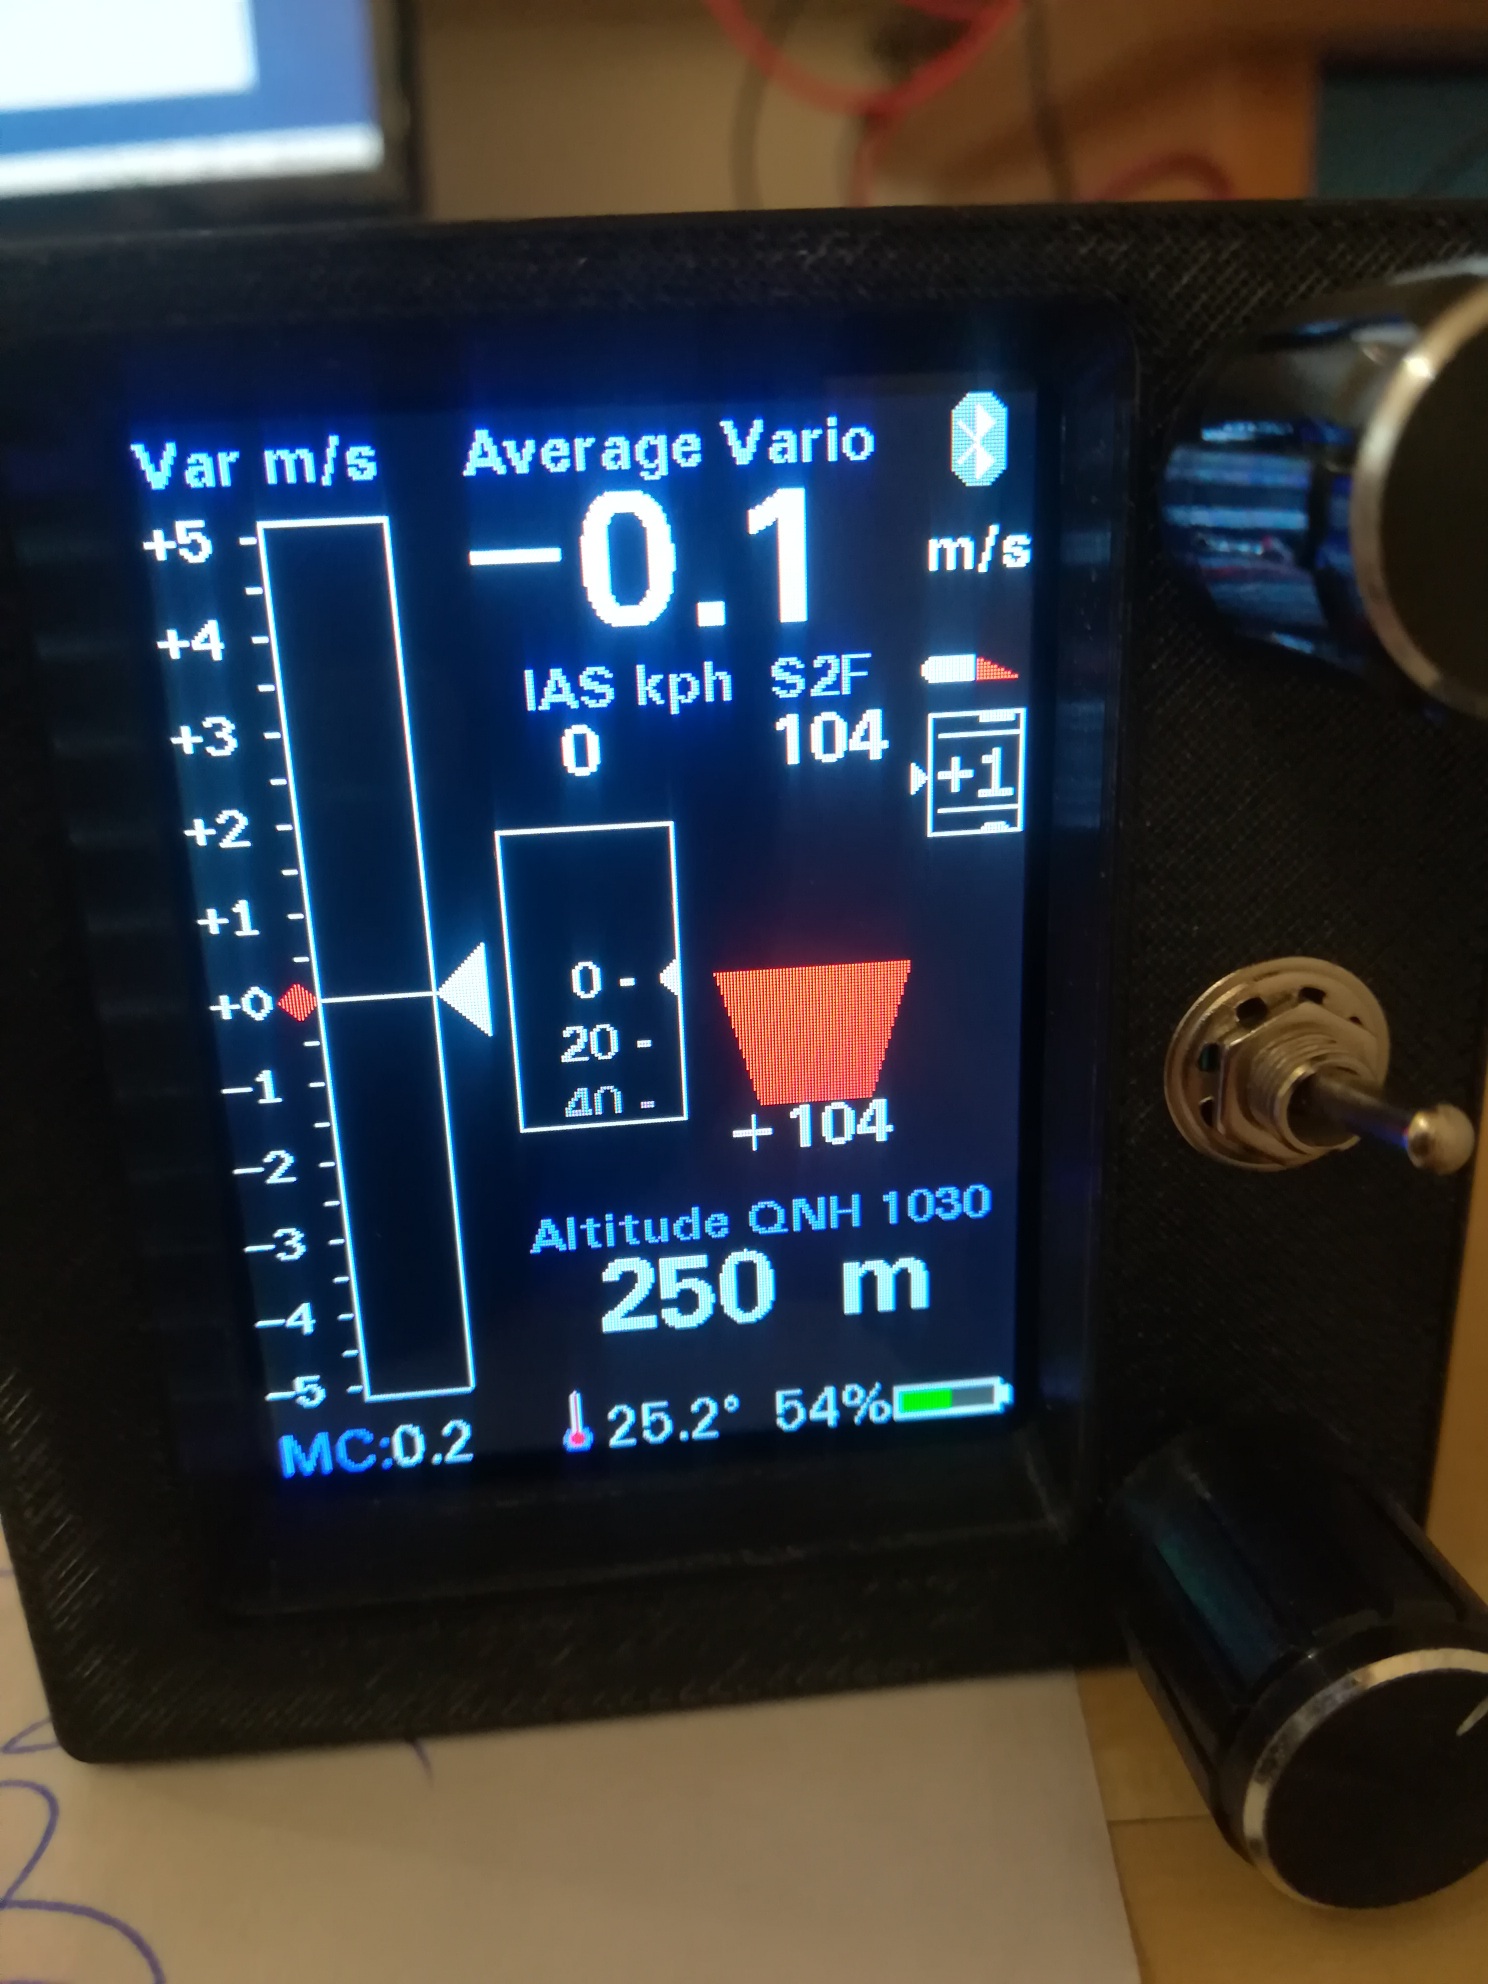 Var m/s
Average Vario
-0.1 m/s
+5
+4
+3
+2
+1
+0
-1
-2
-3
-4
-5
IAS kph S2F
0 104
+1
0 -
20 -
40 -
+104
Altitude QNH 1030
250 m
MC:0.2
25.2° 54%